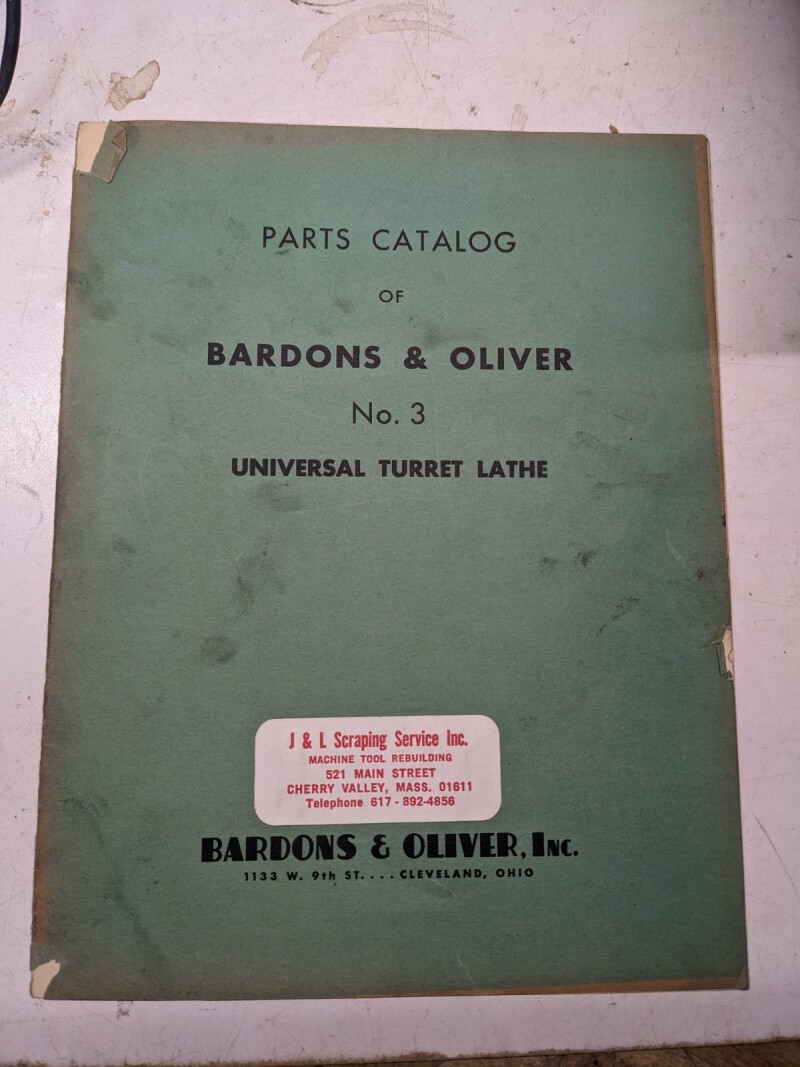 PARTS CATALOG
OF
BARDONS & OLIVER
No. 3
UNIVERSAL TURRET LATHE
J & L Scraping Service Inc.
MACHINE TOOL REBUILDING
521 MAIN STREET
CHERRY VALLEY, MASS. 01611
Telephone 617 - 892-4856
BARDONS & OLIVER, INC.
1133 W. 9th ST. . . . CLEVELAND, OHIO